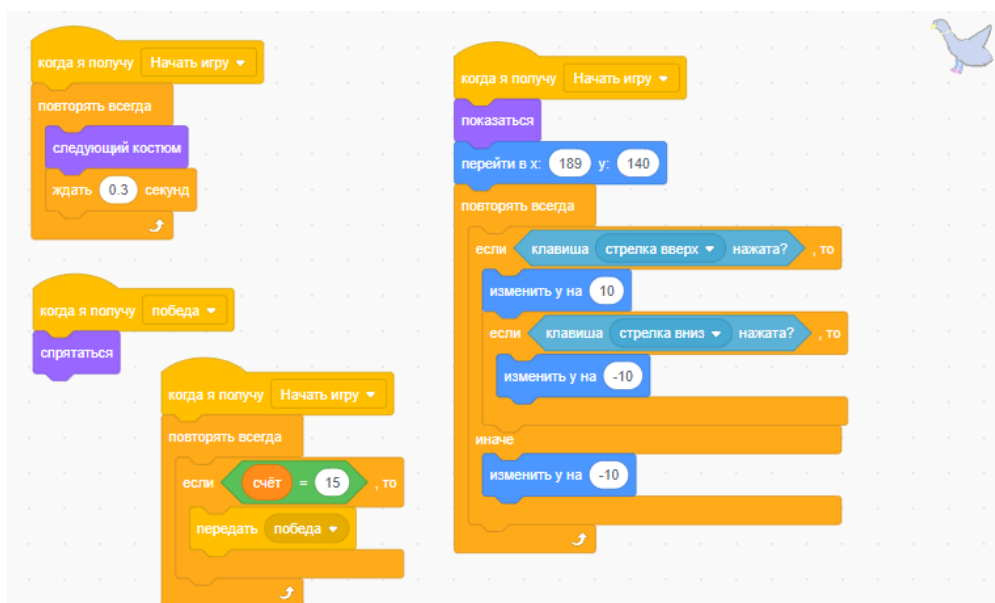 когда я получу Начать игру
повторять всегда
следующий костюм
ждать 0.3 секунд
когда я получу победа
спрятаться
когда я получу Начать игру
повторять всегда
если счёт = 15 , то
передать победа
когда я получу Начать игру
показаться
перейти в x: 189 y: 140
повторять всегда
если клавиша стрелка вверх нажата? , то
изменить y на 10
если клавиша стрелка вниз нажата? , то
изменить y на -10
иначе
изменить y на -10